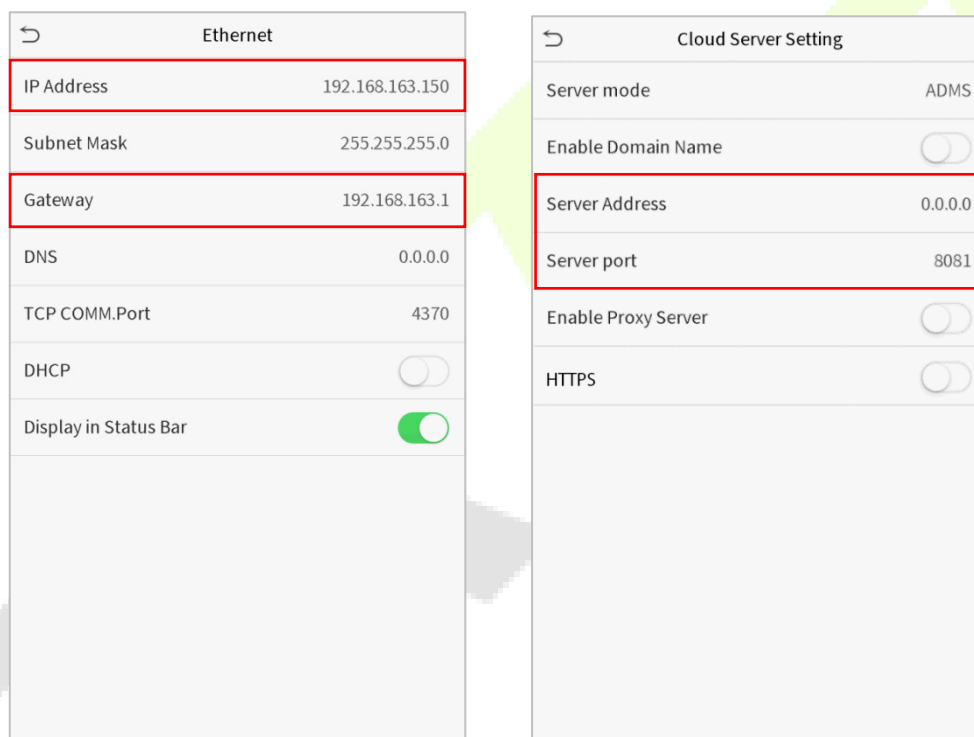 Ethernet
IP Address 192.168.163.150
Subnet Mask 255.255.255.0
Gateway 192.168.163.1
DNS 0.0.0.0
TCP COMM.Port 4370
DHCP
Display in Status Bar
Cloud Server Setting
Server mode ADMS
Enable Domain Name
Server Address 0.0.0.0
Server port 8081
Enable Proxy Server
HTTPS